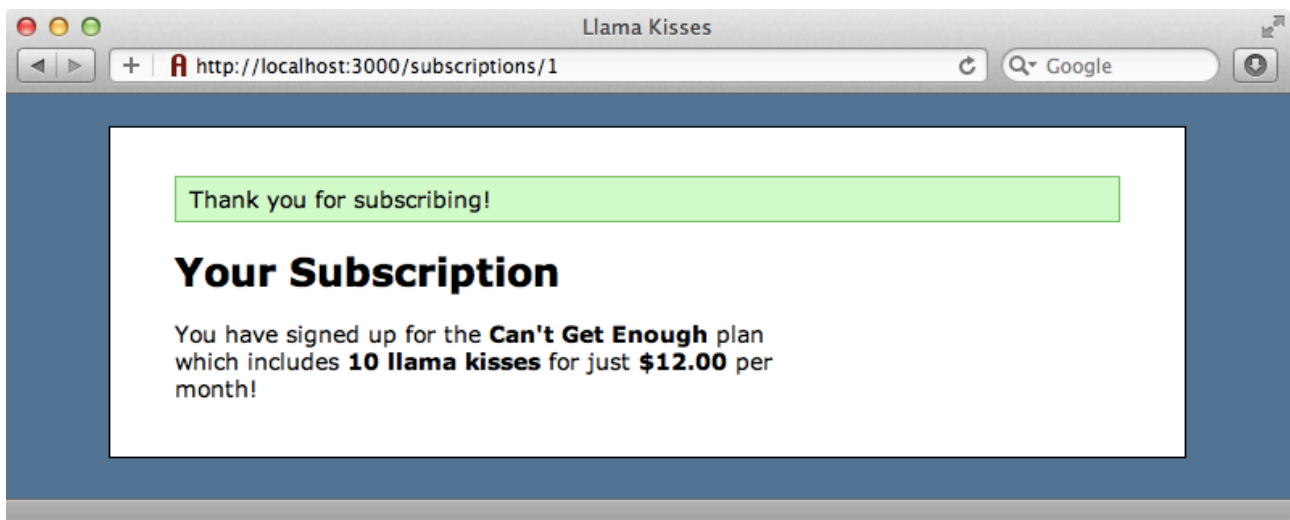 Llama Kisses
http://localhost:3000/subscriptions/1
Google
Thank you for subscribing!
Your Subscription
You have signed up for the Can't Get Enough plan
which includes 10 llama kisses for just $12.00 per
month!